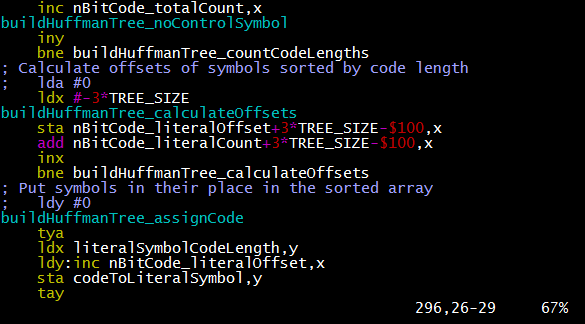 inc nBitCode_totalCount,x
buildHuffmanTree_noControlSymbol
    iny
    bne buildHuffmanTree_countCodeLengths
; Calculate offsets of symbols sorted by code length
;   lda #0
    ldx #-3*TREE_SIZE
buildHuffmanTree_calculateOffsets
    sta nBitCode_literalOffset+3*TREE_SIZE-$100,x
    add nBitCode_literalCount+3*TREE_SIZE-$100,x
    inx
    bne buildHuffmanTree_calculateOffsets
; Put symbols in their place in the sorted array
;   ldy #0
buildHuffmanTree_assignCode
    tya
    ldx literalSymbolCodeLength,y
    ldy:inc nBitCode_literalOffset,x
    sta codeToLiteralSymbol,y
    tay
296,26-29 67%